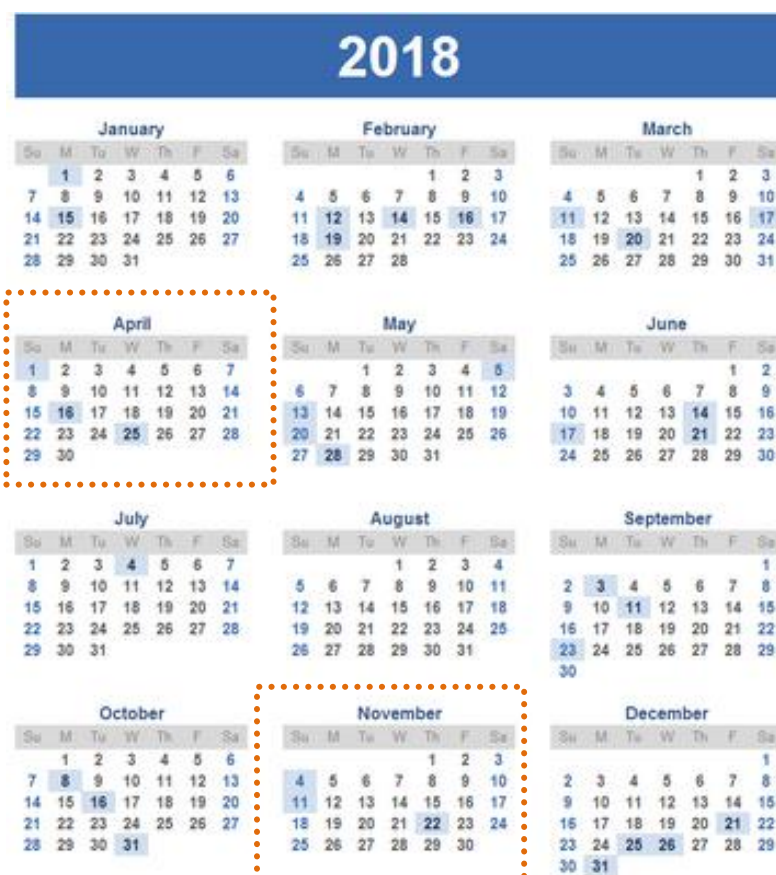 2018
January
Su M Tu W Th F Sa
1 2 3 4 5 6
7 8 9 10 11 12 13
14 15 16 17 18 19 20
21 22 23 24 25 26 27
28 29 30 31
February
Su M Tu W Th F Sa
1 2 3
4 5 6 7 8 9 10
11 12 13 14 15 16 17
18 19 20 21 22 23 24
25 26 27 28
March
Su M Tu W Th F Sa
1 2 3
4 5 6 7 8 9 10
11 12 13 14 15 16 17
18 19 20 21 22 23 24
25 26 27 28 29 30 31
April
Su M Tu W Th F Sa
1 2 3 4 5 6 7
8 9 10 11 12 13 14
15 16 17 18 19 20 21
22 23 24 25 26 27 28
29 30
May
Su M Tu W Th F Sa
1 2 3 4 5
6 7 8 9 10 11 12
13 14 15 16 17 18 19
20 21 22 23 24 25 26
27 28 29 30 31
June
Su M Tu W Th F Sa
1 2
3 4 5 6 7 8 9
10 11 12 13 14 15 16
17 18 19 20 21 22 23
24 25 26 27 28 29 30
July
Su M Tu W Th F Sa
1 2 3 4 5 6 7
8 9 10 11 12 13 14
15 16 17 18 19 20 21
22 23 24 25 26 27 28
29 30 31
August
Su M Tu W Th F Sa
1 2 3 4
5 6 7 8 9 10 11
12 13 14 15 16 17 18
19 20 21 22 23 24 25
26 27 28 29 30 31
September
Su M Tu W Th F Sa
1
2 3 4 5 6 7 8
9 10 11 12 13 14 15
16 17 18 19 20 21 22
23 24 25 26 27 28 29
30
October
Su M Tu W Th F Sa
1 2 3 4 5 6
7 8 9 10 11 12 13
14 15 16 17 18 19 20
21 22 23 24 25 26 27
28 29 30 31
November
Su M Tu W Th F Sa
1 2 3
4 5 6 7 8 9 10
11 12 13 14 15 16 17
18 19 20 21 22 23 24
25 26 27 28 29 30
December
Su M Tu W Th F Sa
1
2 3 4 5 6 7 8
9 10 11 12 13 14 15
16 17 18 19 20 21 22
23 24 25 26 27 28 29
30 31